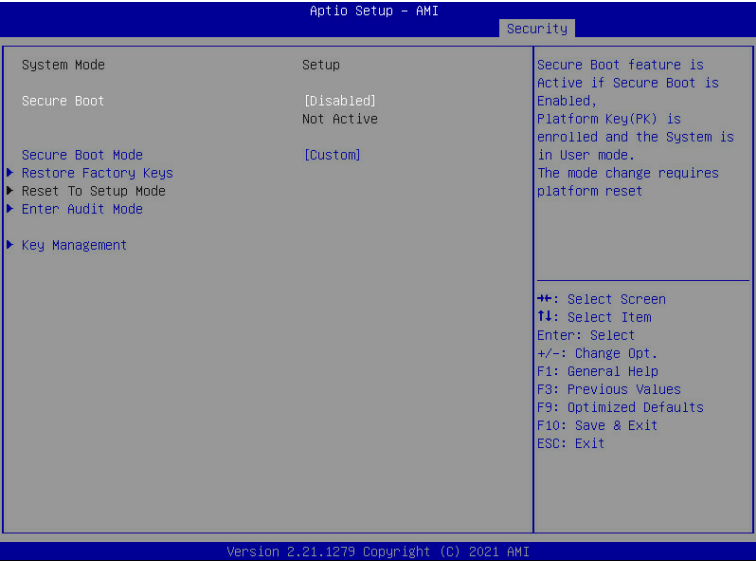 Aptio Setup – AMI
Security
System Mode Setup
Secure Boot [Disabled]
Not Active
Secure Boot Mode [Custom]
▶ Restore Factory Keys
▶ Reset To Setup Mode
▶ Enter Audit Mode
▶ Key Management
Secure Boot feature is
Active if Secure Boot is
Enabled,
Platform Key(PK) is
enrolled and the System is
in User mode.
The mode change requires
platform reset
→←: Select Screen
↑↓: Select Item
Enter: Select
+/-: Change Opt.
F1: General Help
F3: Previous Values
F9: Optimized Defaults
F10: Save & Exit
ESC: Exit
Version 2.21.1279 Copyright (C) 2021 AMI